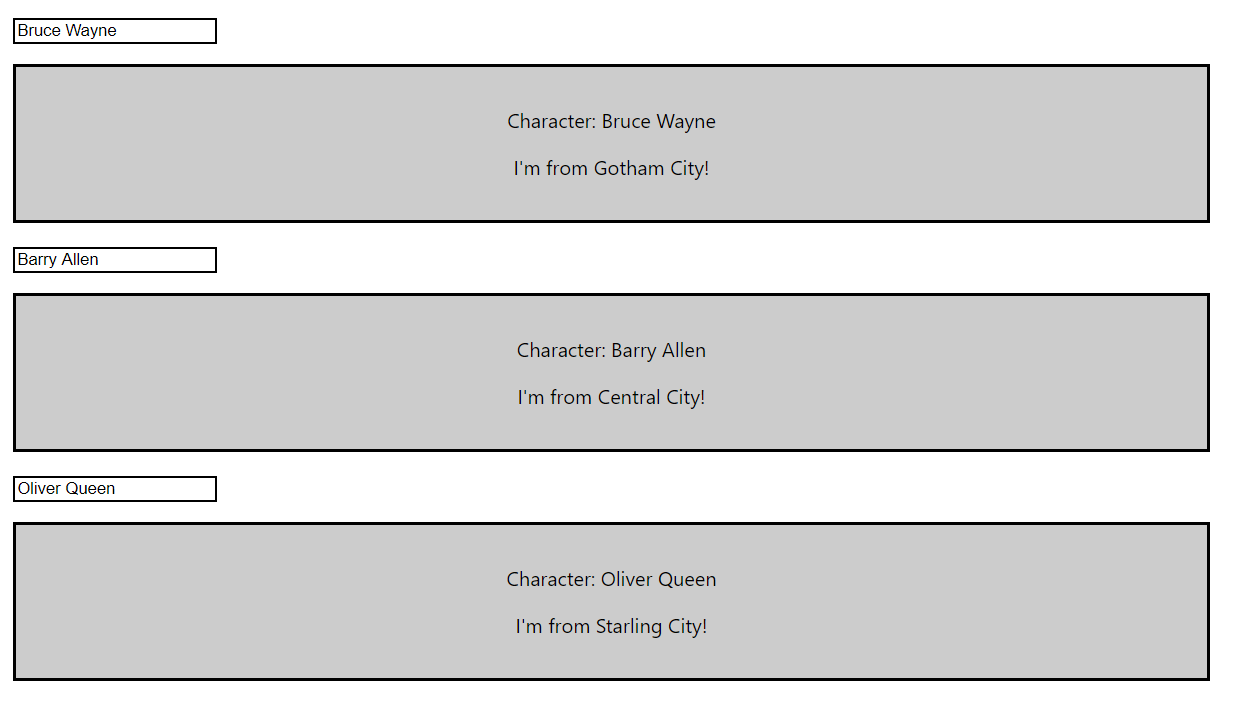 Bruce Wayne
Character: Bruce Wayne
I'm from Gotham City!
Barry Allen
Character: Barry Allen
I'm from Central City!
Oliver Queen
Character: Oliver Queen
I'm from Starling City!